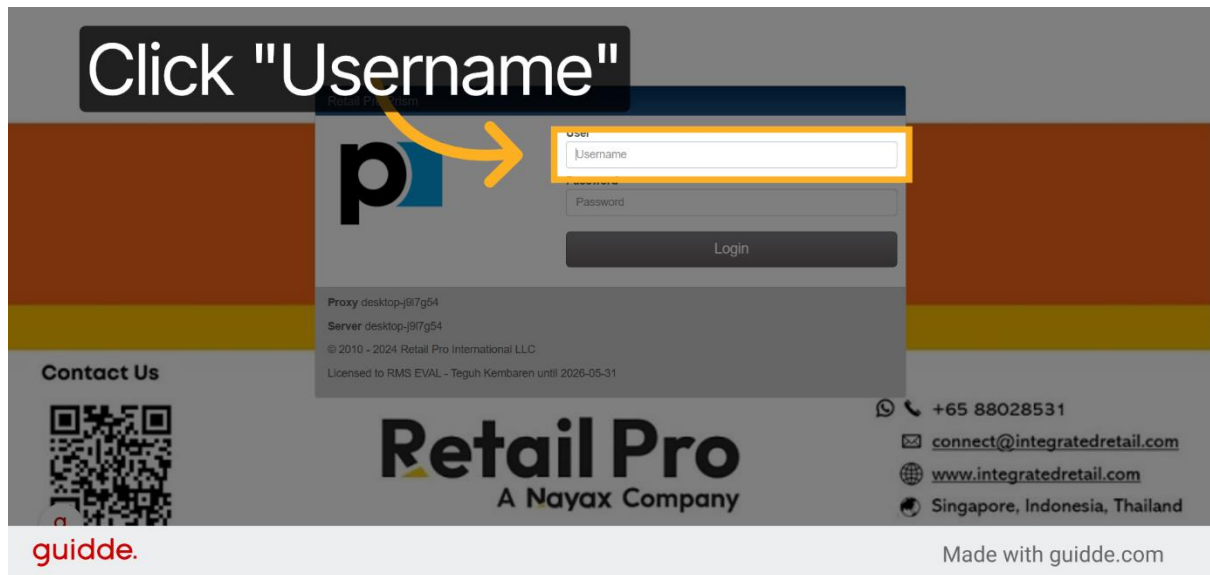 Click "Username"
Retail Pro Prism
User
Username
Password
Password
Login
Proxy desktop-j9l7g54
Server desktop-j9l7g54
© 2010 - 2024 Retail Pro International LLC
Licensed to RMS EVAL - Teguh Kembaren until 2026-05-31
Contact Us
Retail Pro
A Nayax Company
+65 88028531
connect@integratedretail.com
www.integratedretail.com
Singapore, Indonesia, Thailand
g
guidde.
Made with guidde.com